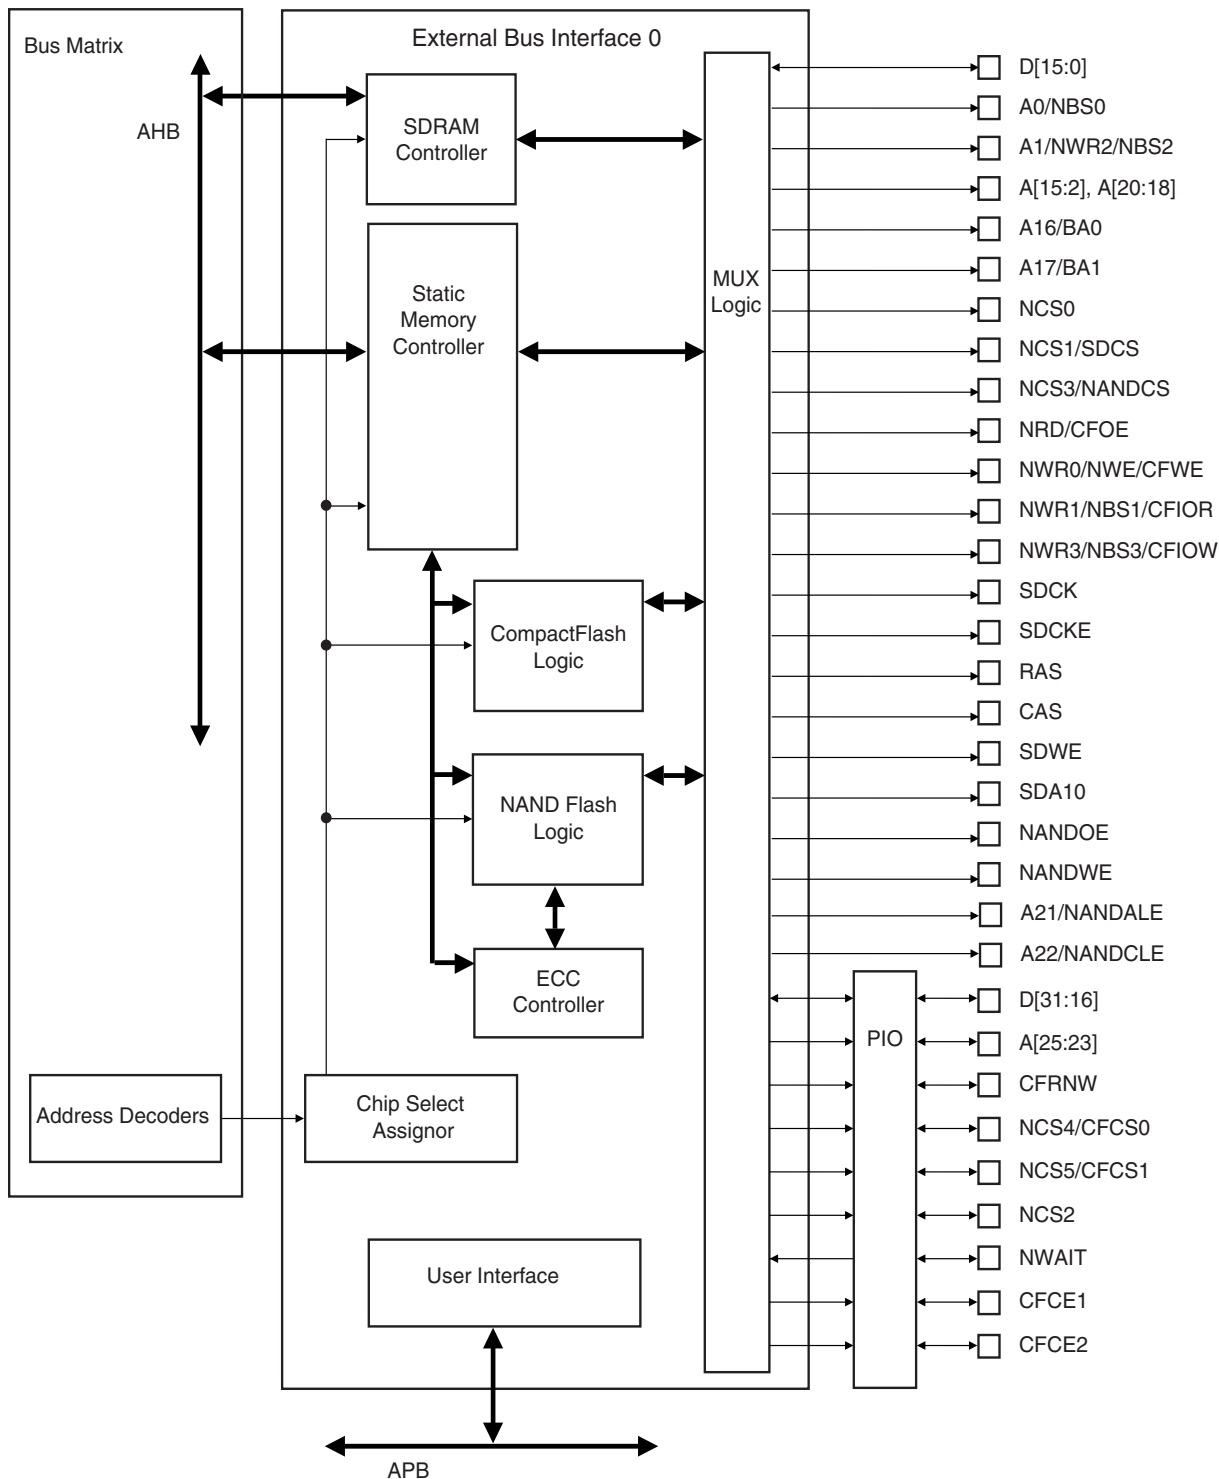 Bus Matrix
External Bus Interface 0
AHB
SDRAM
Controller
Static
Memory
Controller
MUX
Logic
CompactFlash
Logic
NAND Flash
Logic
ECC
Controller
Address Decoders
Chip Select
Assignor
User Interface
APB
PIO
D[15:0]
A0/NBS0
A1/NWR2/NBS2
A[15:2], A[20:18]
A16/BA0
A17/BA1
NCS0
NCS1/SDCS
NCS3/NANDCS
NRD/CFOE
NWR0/NWE/CFWE
NWR1/NBS1/CFIOR
NWR3/NBS3/CFIOW
SDCK
SDCKE
RAS
CAS
SDWE
SDA10
NANDOE
NANDWE
A21/NANDALE
A22/NANDCLE
D[31:16]
A[25:23]
CFRNW
NCS4/CFCS0
NCS5/CFCS1
NCS2
NWAIT
CFCE1
CFCE2